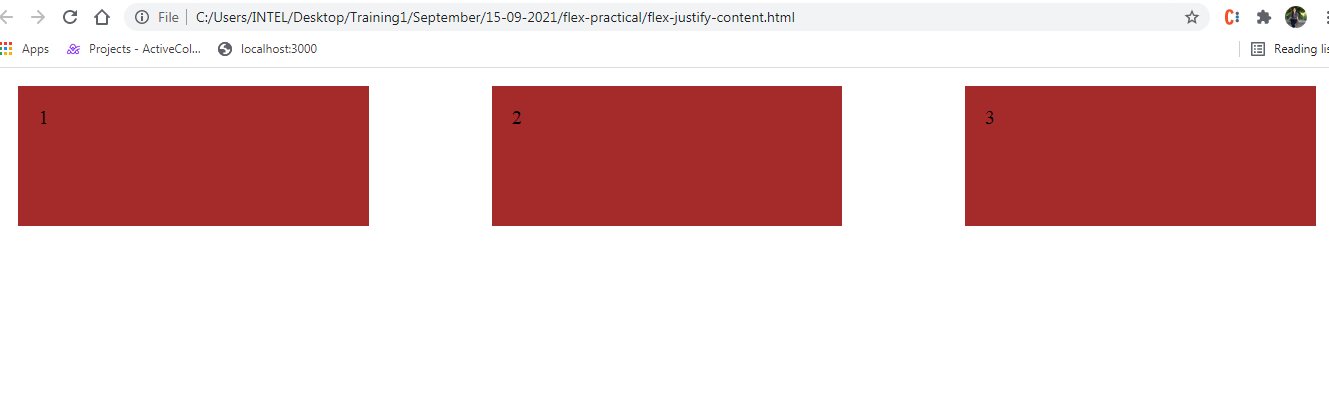 File | C:/Users/INTEL/Desktop/Training1/September/15-09-2021/flex-practical/flex-justify-content.html
Apps Projects - ActiveCol... localhost:3000 Reading lis
1 2 3